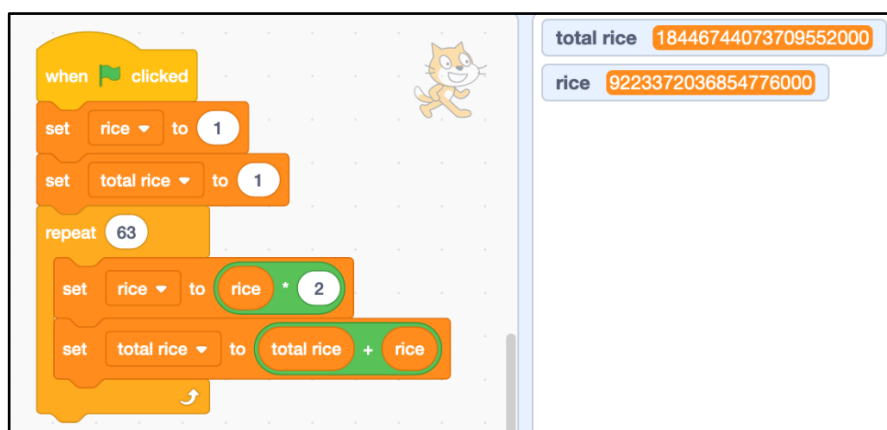 when clicked
set rice to 1
set total rice to 1
repeat 63
set rice to rice * 2
set total rice to total rice + rice
total rice 18446744073709552000
rice 9223372036854776000